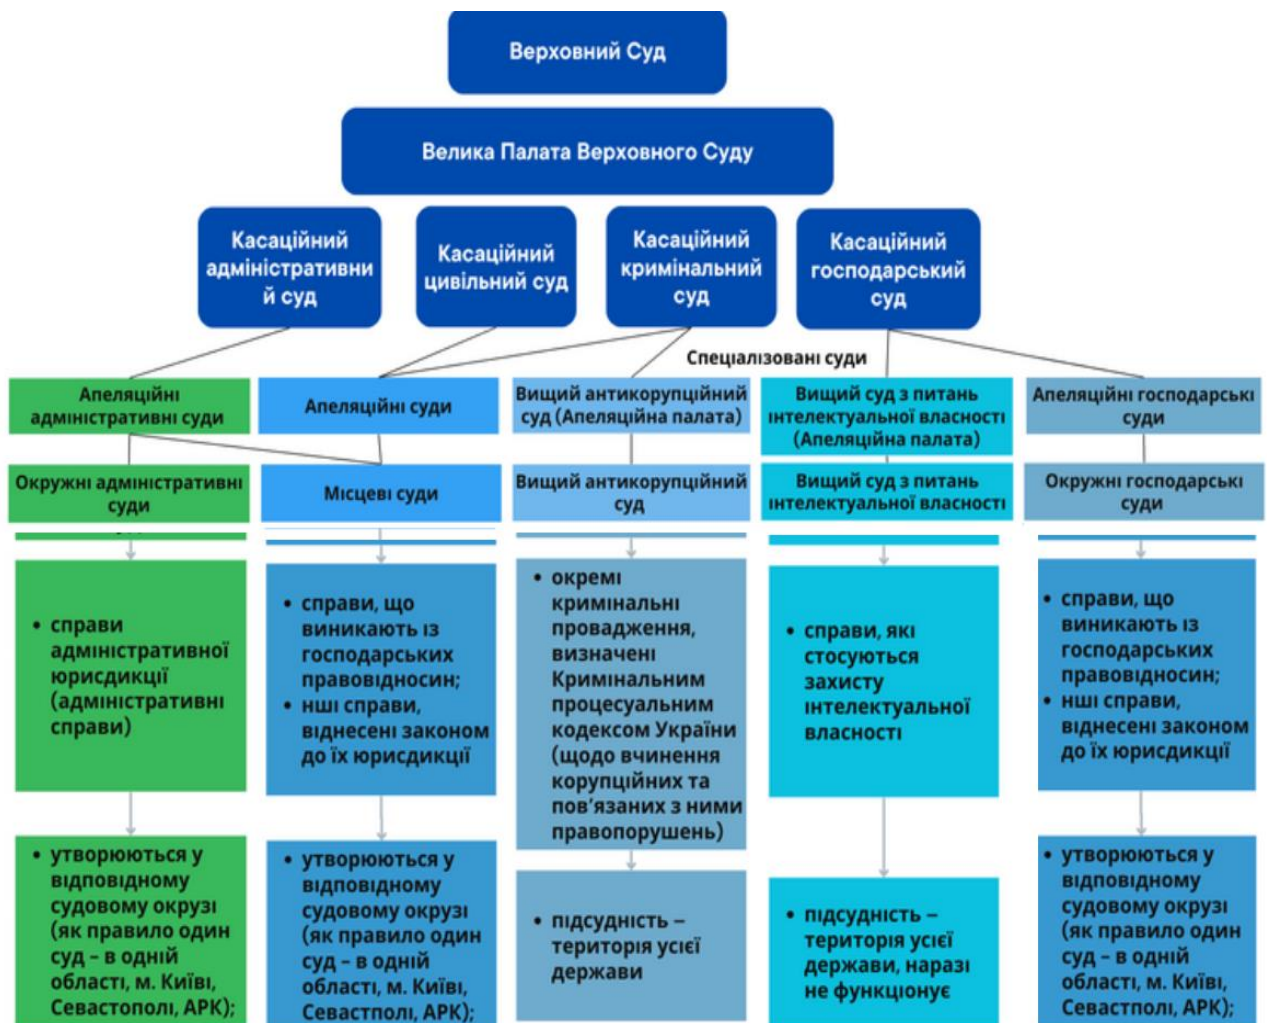 Верховний Суд
Велика Палата Верховного Суду
Касаційний
адміністративни
й суд
Касаційний
цивільний суд
Касаційний
кримінальний
суд
Касаційний
господарський
суд
Спеціалізовані суди
Апеляційні
адміністративні суди
Апеляційні суди
Вищий антикорупційний
суд (Апеляційна палата)
Вищий суд з питань
інтелектуальної власності
(Апеляційна палата)
Апеляційні господарські
суди
Окружні адміністративні
суди
Місцеві суди
Вищий антикорупційний
суд
Вищий суд з питань
інтелектуальної власності
Окружні господарські
суди
• справи
адміністративної
юрисдикції
(адміністративні
справи)
• справи, що
виникають із
господарських
правовідносин;
• нші справи,
віднесені законом
до їх юрисдикції
• окремі
кримінальні
провадження,
визначені
Кримінальним
процесуальним
кодексом України
(щодо вчинення
корупційних та
пов’язаних з ними
правопорушень)
• справи, які
стосуються
захисту
інтелектуальної
власності
• справи, що
виникають із
господарських
правовідносин;
• нші справи,
віднесені законом
до їх юрисдикції
• утворюються у
відповідному
судовому окрузі
(як правило один
суд – в одній
області, м. Київі,
Севастополі, АРК);
• утворюються у
відповідному
судовому окрузі
(як правило один
суд – в одній
області, м. Київі,
Севастполі, АРК);
• підсудність –
територія усієї
держави
• підсудність –
територія усієї
держави, наразі
не функціонує
• утворюються у
відповідному
судовому окрузі
(як правило один
суд – в одній
області, м. Київі,
Севастполі, АРК);